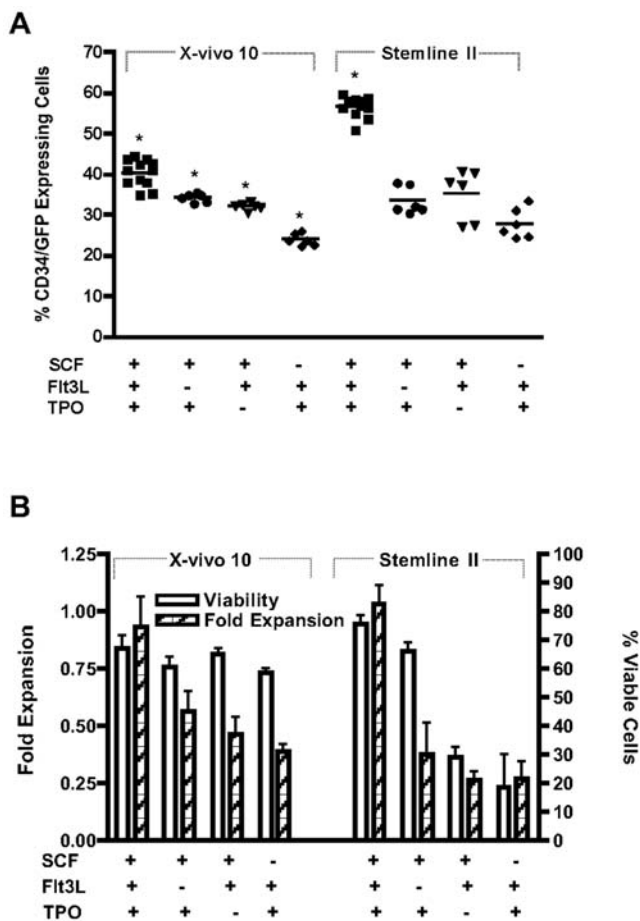 A
X-vivo 10 Stemline II
% CD34/GFP Expressing Cells
70
60
50
40
30
20
10
0
* * * * *
SCF + + + - + + + -
Flt3L + - + + + - + +
TPO + + - + + + - +
B
X-vivo 10 Stemline II
Viability
Fold Expansion
Fold Expansion
1.25
1.00
0.75
0.50
0.25
0.00
% Viable Cells
100
90
80
70
60
50
40
30
20
10
0
SCF + + + - + + + -
Flt3L + - + + + - + +
TPO + + - + + + - +